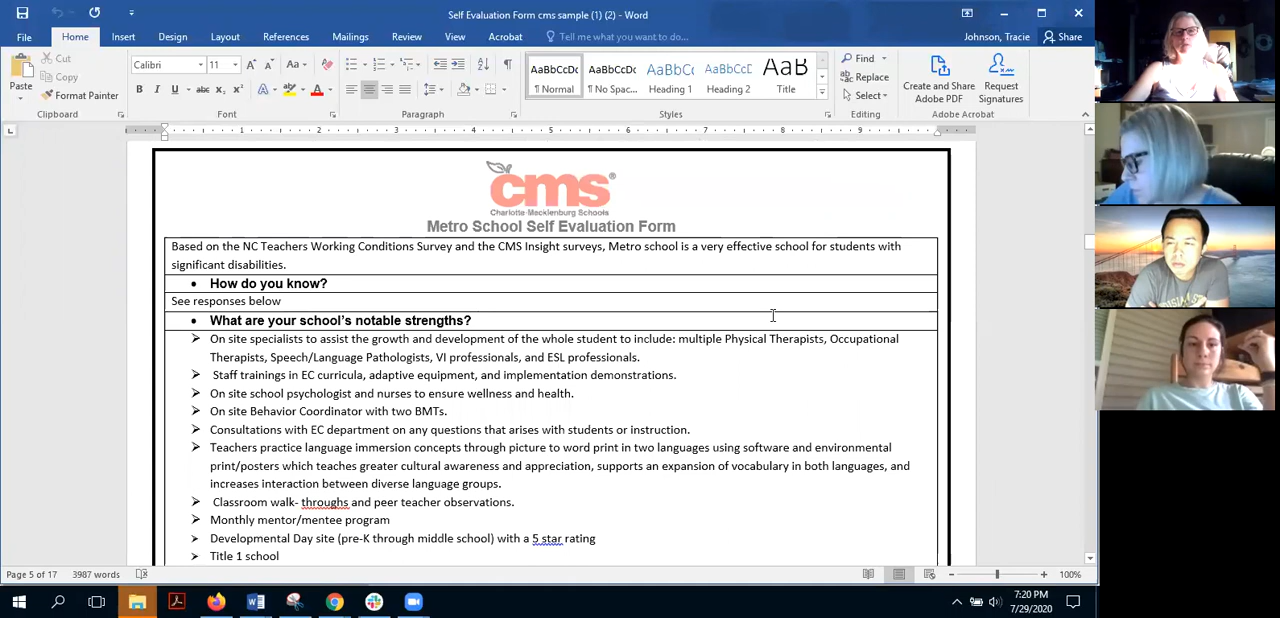 Self Evaluation Form cms sample (1) (2) - Word
File Home Insert Design Layout References Mailings Review View Acrobat Tell me what you want to do... Johnson, Tracie Share
Cut
Copy
Format Painter
Paste
Calibri 11
Clipboard
Font
Paragraph
AaBbCcDc AaBbCcDc AaBbCc AaBbCcD AaB
¶ Normal ¶ No Spac... Heading 1 Heading 2 Title
Styles
Find
Replace
Select
Editing
Create and Share Adobe PDF
Request Signatures
Adobe Acrobat
1 2 3 4 5 6 7 8 9
cms®
Charlotte-Mecklenburg Schools
Metro School Self Evaluation Form
Based on the NC Teachers Working Conditions Survey and the CMS Insight surveys, Metro school is a very effective school for students with
significant disabilities.
• How do you know?
See responses below
• What are your school's notable strengths?
➢ On site specialists to assist the growth and development of the whole student to include: multiple Physical Therapists, Occupational
Therapists, Speech/Language Pathologists, VI professionals, and ESL professionals.
➢ Staff trainings in EC curricula, adaptive equipment, and implementation demonstrations.
➢ On site school psychologist and nurses to ensure wellness and health.
➢ On site Behavior Coordinator with two BMTs.
➢ Consultations with EC department on any questions that arises with students or instruction.
➢ Teachers practice language immersion concepts through picture to word print in two languages using software and environmental
print/posters which teaches greater cultural awareness and appreciation, supports an expansion of vocabulary in both languages, and
increases interaction between diverse language groups.
➢ Classroom walk- throughs and peer teacher observations.
➢ Monthly mentor/mentee program
➢ Developmental Day site (pre-K through middle school) with a 5 star rating
➢ Title 1 school
Page 5 of 17 3987 words 100%
7:20 PM
7/29/2020